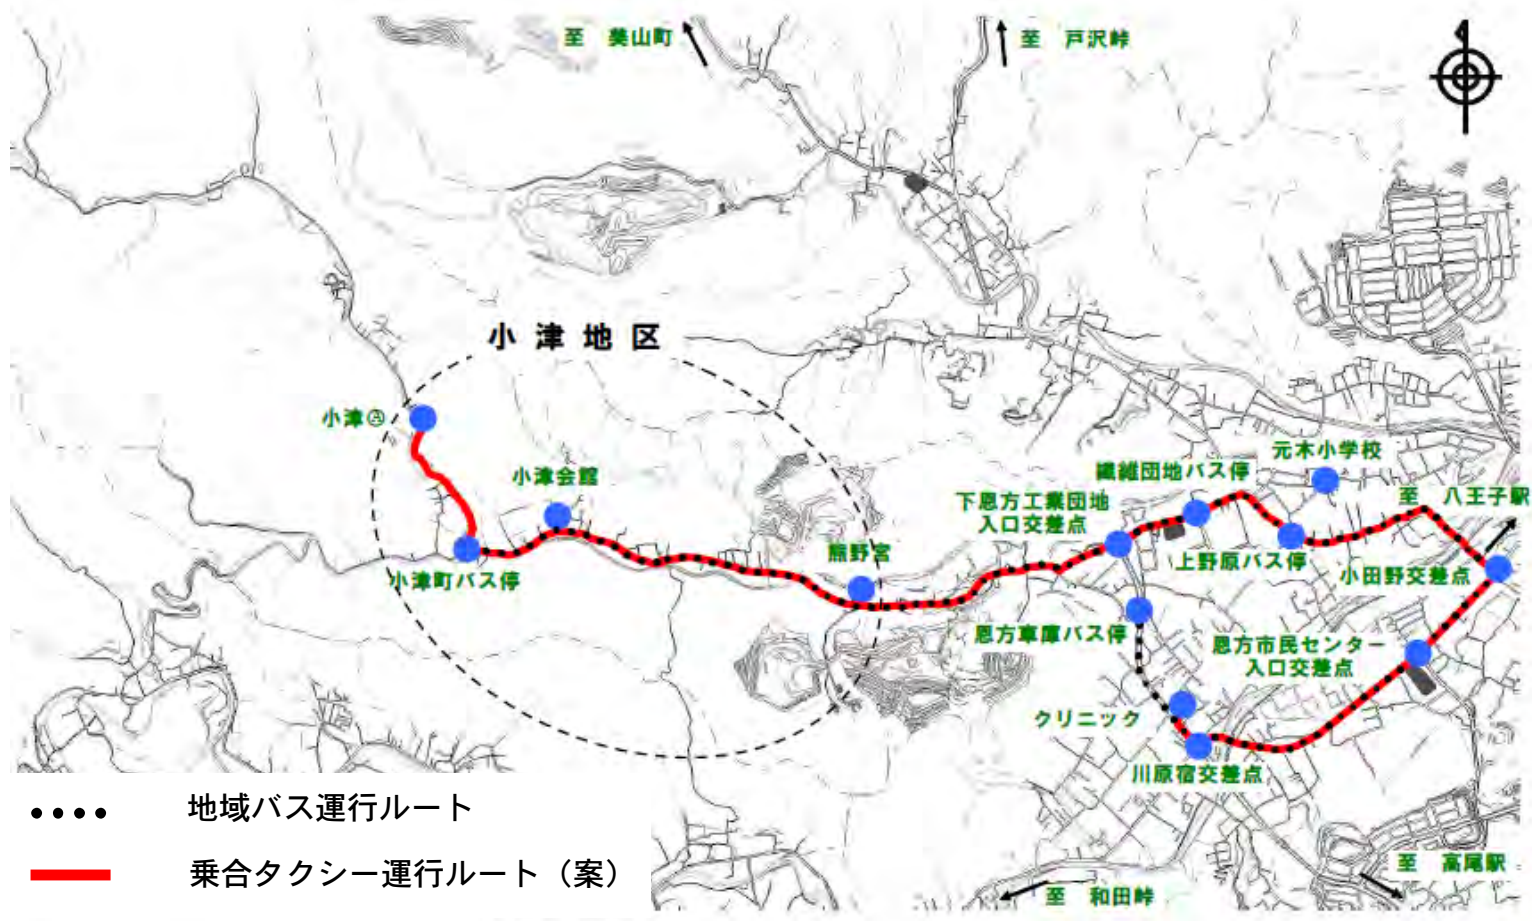 至 美山町
至 戸沢峠
小津地区
小津
小津会館
小津町バス停
熊野宮
下恩方工業団地
入口交差点
繊維団地バス停
元木小学校
至 八王子駅
上野原バス停
小田野交差点
恩方車庫バス停
恩方市民センター
入口交差点
クリニック
川原宿交差点
至 高尾駅
至 和田峠
地域バス運行ルート
乗合タクシー運行ルート（案）